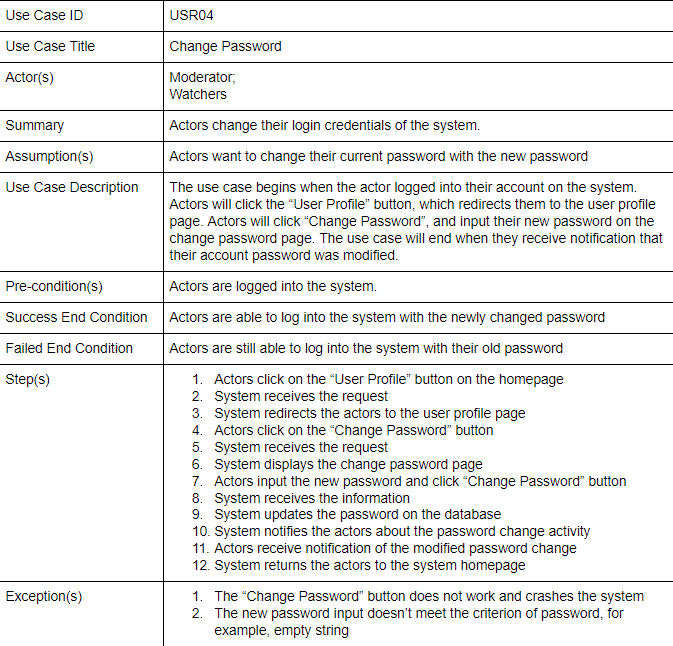 Use Case ID
USR04
Use Case Title
Change Password
Actor(s)
Moderator;
Watchers
Summary
Actors change their login credentials of the system.
Assumption(s)
Actors want to change their current password with the new password
Use Case Description
The use case begins when the actor logged into their account on the system.
Actors will click the “User Profile” button, which redirects them to the user profile
page. Actors will click “Change Password”, and input their new password on the
change password page. The use case will end when they receive notification that
their account password was modified.
Pre-condition(s)
Actors are logged into the system.
Success End Condition
Actors are able to log into the system with the newly changed password
Failed End Condition
Actors are still able to log into the system with their old password
Step(s)
1. Actors click on the “User Profile” button on the homepage
2. System receives the request
3. System redirects the actors to the user profile page
4. Actors click on the “Change Password” button
5. System receives the request
6. System displays the change password page
7. Actors input the new password and click “Change Password” button
8. System receives the information
9. System updates the password on the database
10. System notifies the actors about the password change activity
11. Actors receive notification of the modified password change
12. System returns the actors to the system homepage
Exception(s)
1. The “Change Password” button does not work and crashes the system
2. The new password input doesn’t meet the criterion of password, for
example, empty string